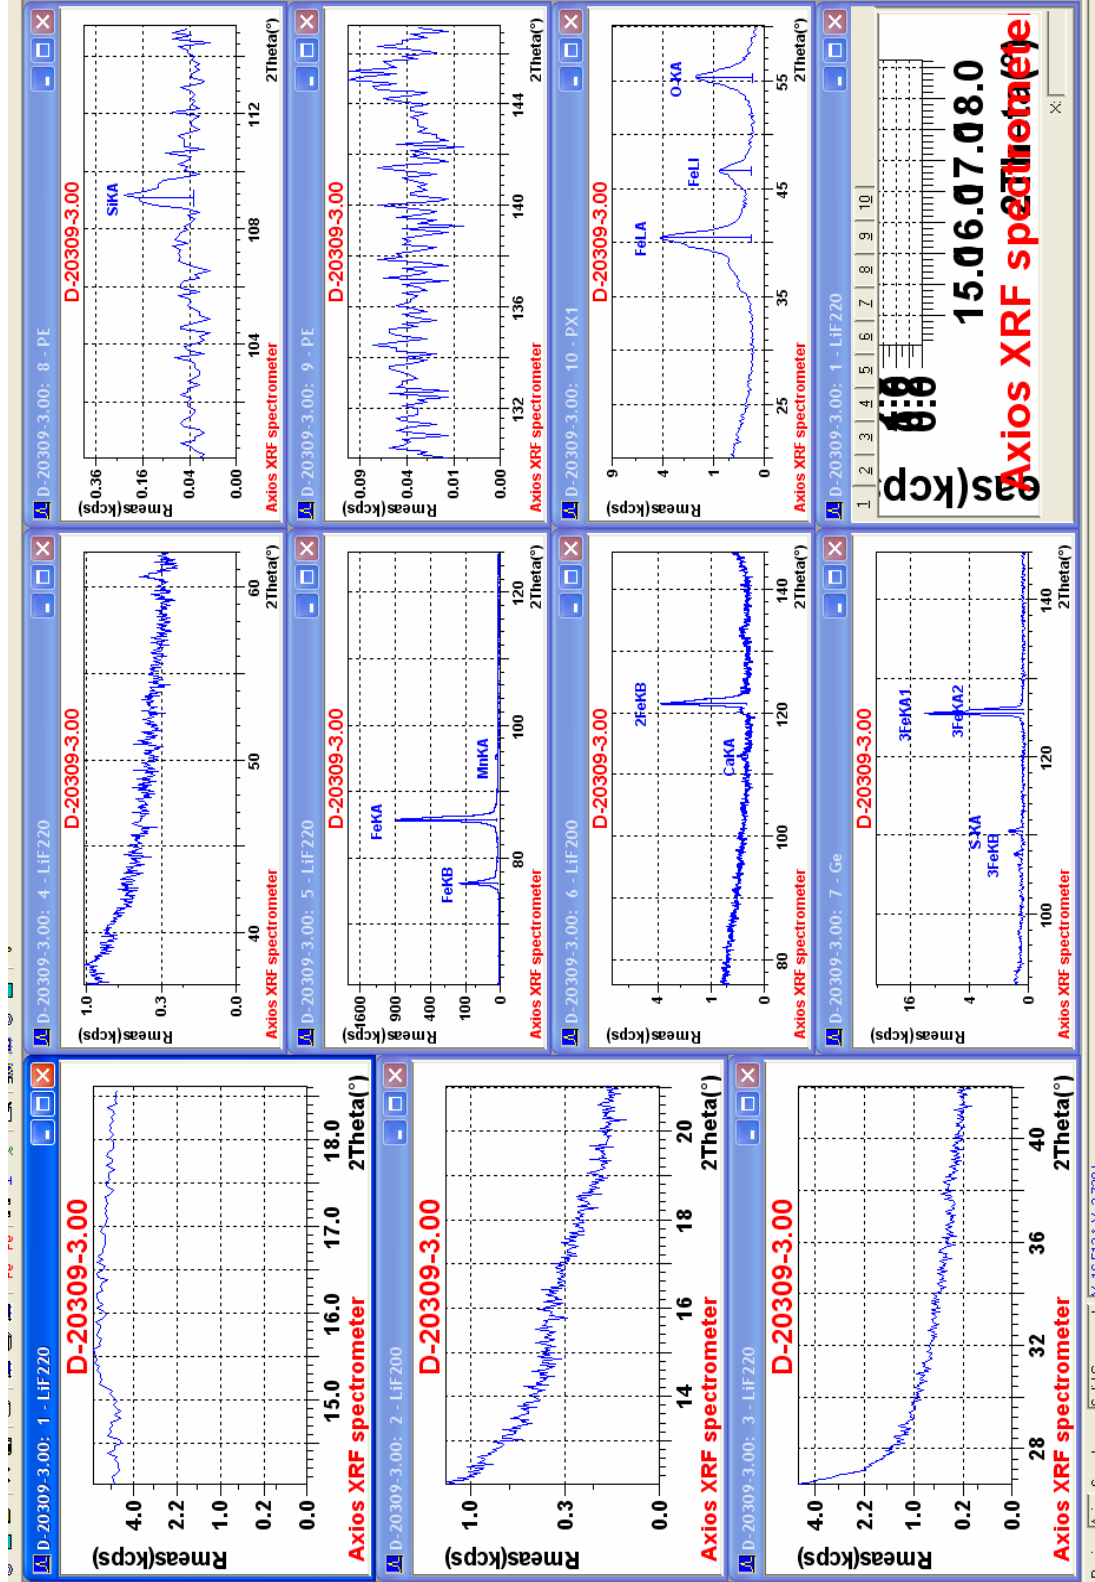 D-20309-3.00: 1 - LiF220
D-20309-3.00
Rmeas(kcps)
4.0
2.2
1.0
0.2
0.0
15.0 16.0 17.0 18.0
Axios XRF spectrometer
2Theta(°)
D-20309-3.00: 2 - LiF200
D-20309-3.00
Rmeas(kcps)
1.0
0.3
0.0
14 16 18 20
Axios XRF spectrometer
2Theta(°)
D-20309-3.00: 3 - LiF220
D-20309-3.00
Rmeas(kcps)
4.0
2.2
1.0
0.2
0.0
28 32 36 40
Axios XRF spectrometer
2Theta(°)
D-20309-3.00: 4 - LiF220
D-20309-3.00
Rmeas(kcps)
1.0
0.3
0.0
40 50 60
Axios XRF spectrometer
2Theta(°)
D-20309-3.00: 5 - LiF220
D-20309-3.00
Rmeas(kcps)
1600
900
400
100
0
FeKB
FeKA
MnKA
80 100 120
Axios XRF spectrometer
2Theta(°)
D-20309-3.00: 6 - LiF200
D-20309-3.00
Rmeas(kcps)
4
1
0
CaKA
2FeKB
80 100 120 140
Axios XRF spectrometer
2Theta(°)
D-20309-3.00: 7 - Ge
D-20309-3.00
Rmeas(kcps)
16
4
0
S KA
3FeKB
3FeKA1
3FeKA2
100 120 140
Axios XRF spectrometer
2Theta(°)
D-20309-3.00: 8 - PE
D-20309-3.00
Rmeas(kcps)
0.36
0.16
0.04
0.00
SiKA
104 108 112
Axios XRF spectrometer
2Theta(°)
D-20309-3.00: 9 - PE
D-20309-3.00
Rmeas(kcps)
0.09
0.04
0.01
0.00
132 136 140 144
Axios XRF spectrometer
2Theta(°)
D-20309-3.00: 10 - PX1
D-20309-3.00
Rmeas(kcps)
9
4
1
0
FeLA
FeLI
O KA
25 35 45 55
Axios XRF spectrometer
2Theta(°)
D-20309-3.00: 1 - LiF220
1 2 3 4 5 6 7 8 9 10
15.0 16.0 17.0 18.0
2Theta(°)
Axios XRF spectromete
X: